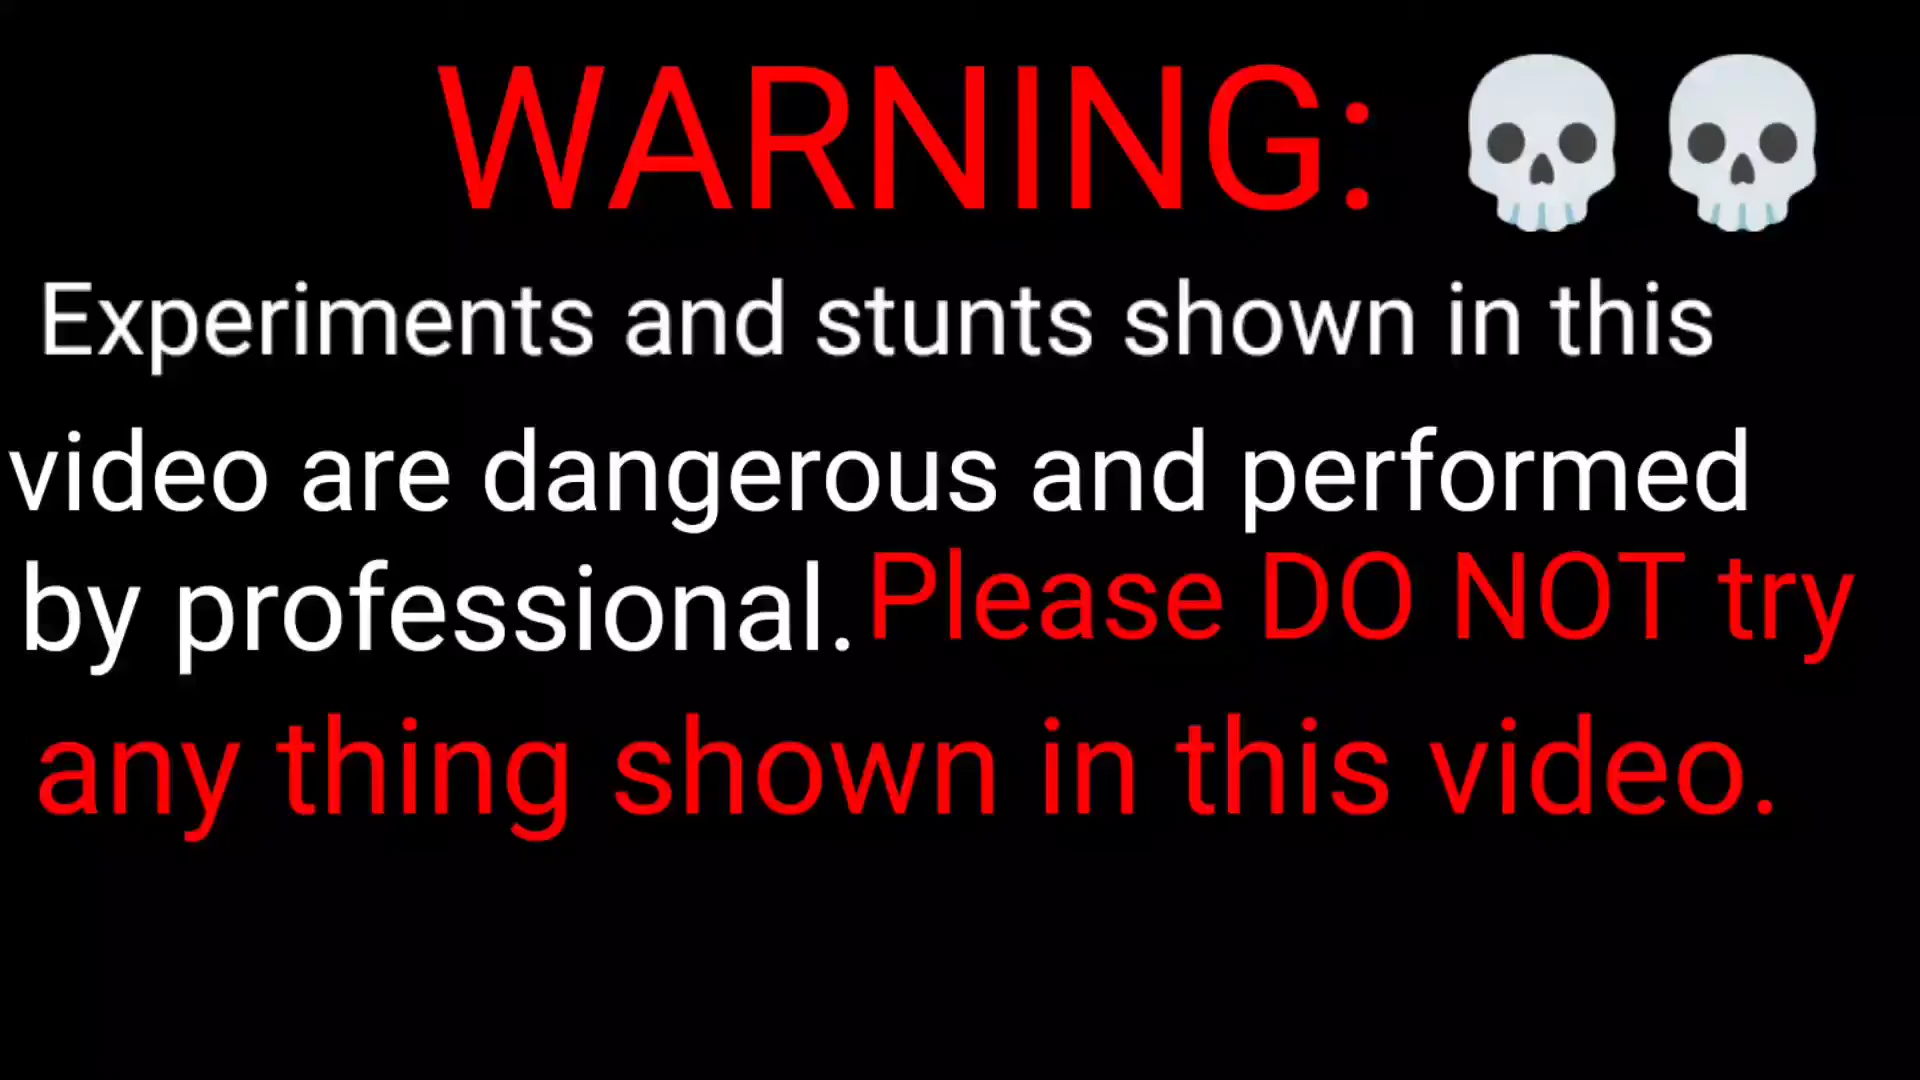 WARNING: 💀💀
Experiments and stunts shown in this
video are dangerous and performed
by professional. Please DO NOT try
any thing shown in this video.